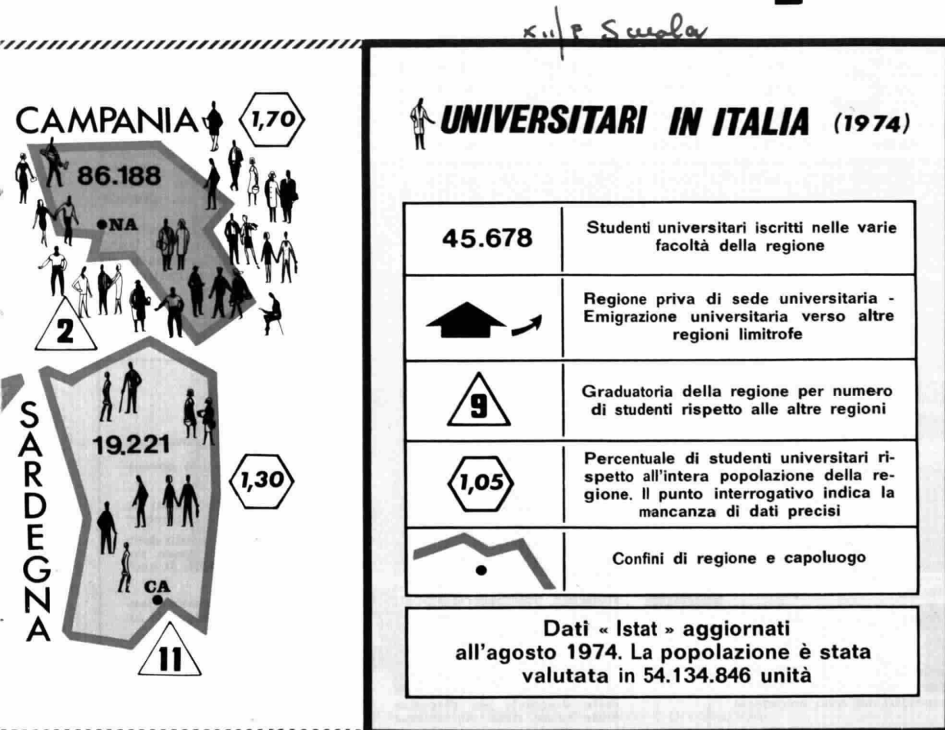 Scuola
CAMPANIA
1,70
86.188
NA
2
SARDEGNA
19.221
1,30
CA
11
UNIVERSITARI IN ITALIA (1974)
45.678
Studenti universitari iscritti nelle varie
facoltà della regione
Regione priva di sede universitaria -
Emigrazione universitaria verso altre
regioni limitrofe
9
Graduatoria della regione per numero
di studenti rispetto alle altre regioni
1,05
Percentuale di studenti universitari ri-
spetto all'intera popolazione della re-
gione. Il punto interrogativo indica la
mancanza di dati precisi
Confini di regione e capoluogo
Dati « Istat » aggiornati
all'agosto 1974. La popolazione è stata
valutata in 54.134.846 unità